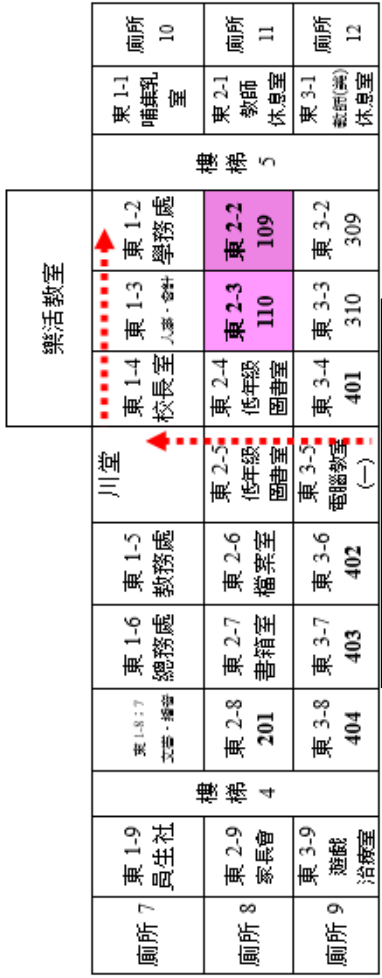 樂活教室
廁所 7
東 1-9
員生社
樓梯 4
東 1-8：7
文書、播音
東 1-6
總務處
東 1-5
教務處
川堂
東 1-4
校長室
東 1-3
人事、會計
東 1-2
學務處
樓梯 5
東 1-1
哺集乳
室
廁所
10
廁所 8
東 2-9
家長會
東 2-8
201
東 2-7
書箱室
東 2-6
檔案室
東 2-5
低年級
圖書室
東 2-4
低年級
圖書室
東 2-3
110
東 2-2
109
東 2-1
教師
休息室
廁所
11
廁所 9
東 3-9
遊戲
治療室
東 3-8
404
東 3-7
403
東 3-6
402
東 3-5
電腦教室
(一)
東 3-4
401
東 3-3
310
東 3-2
309
東 3-1
教師(美)
休息室
廁所
12